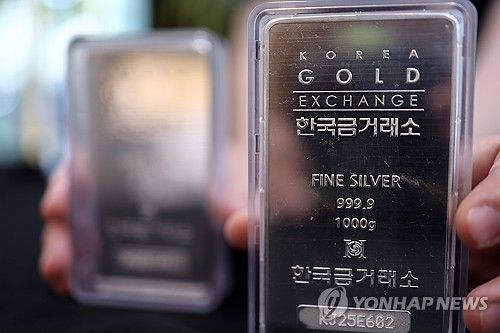 KOREA
GOLD
EXCHANGE
한국금거래소
FINE SILVER
999.9
1000g
한국금거래소
KJ25E602
YONHAP NEWS